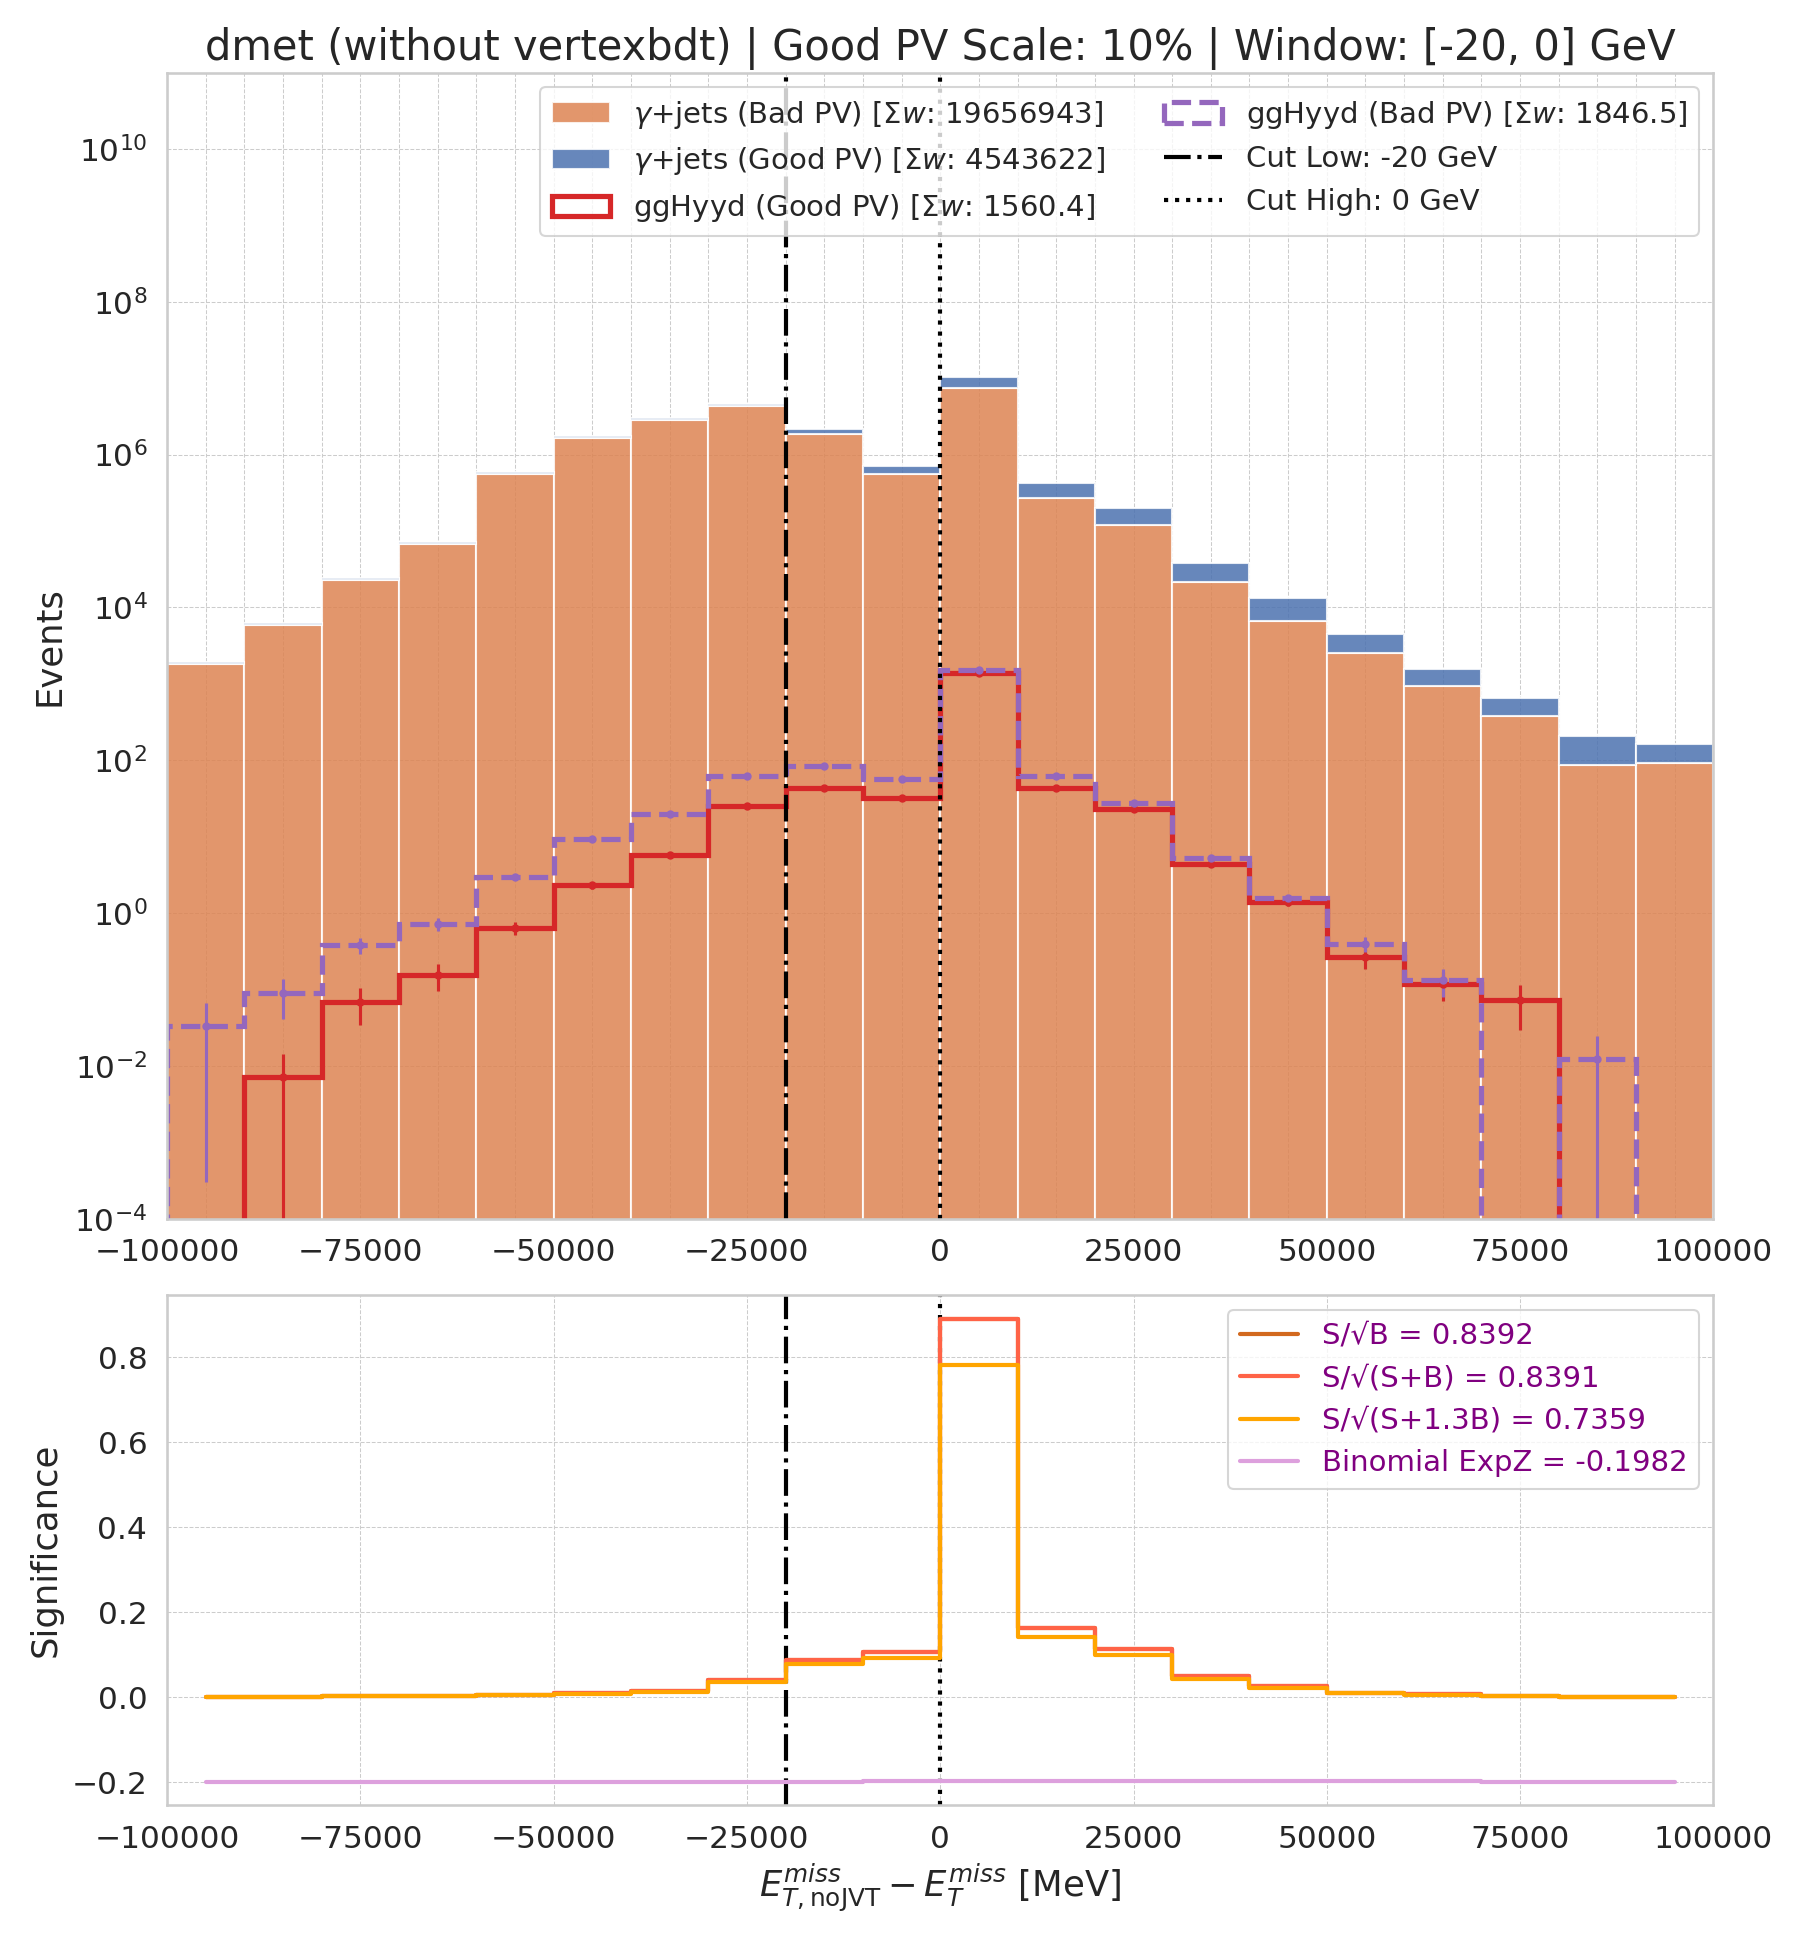 dmet (without vertexbdt) | Good PV Scale: 10% | Window: [-20, 0] GeV
γ+jets (Bad PV) [Σw: 19656943]
γ+jets (Good PV) [Σw: 4543622]
ggHyyd (Good PV) [Σw: 1560.4]
ggHyyd (Bad PV) [Σw: 1846.5]
Cut Low: -20 GeV
Cut High: 0 GeV
Events
10^10
10^8
10^6
10^4
10^2
10^0
10^−2
10^−4
−100000 −75000 −50000 −25000 0 25000 50000 75000 100000
S/√B = 0.8392
S/√(S+B) = 0.8391
S/√(S+1.3B) = 0.7359
Binomial ExpZ = -0.1982
Significance
0.8
0.6
0.4
0.2
0.0
−0.2
−100000 −75000 −50000 −25000 0 25000 50000 75000 100000
E_{T,noJVT}^{miss} − E_T^{miss} [MeV]